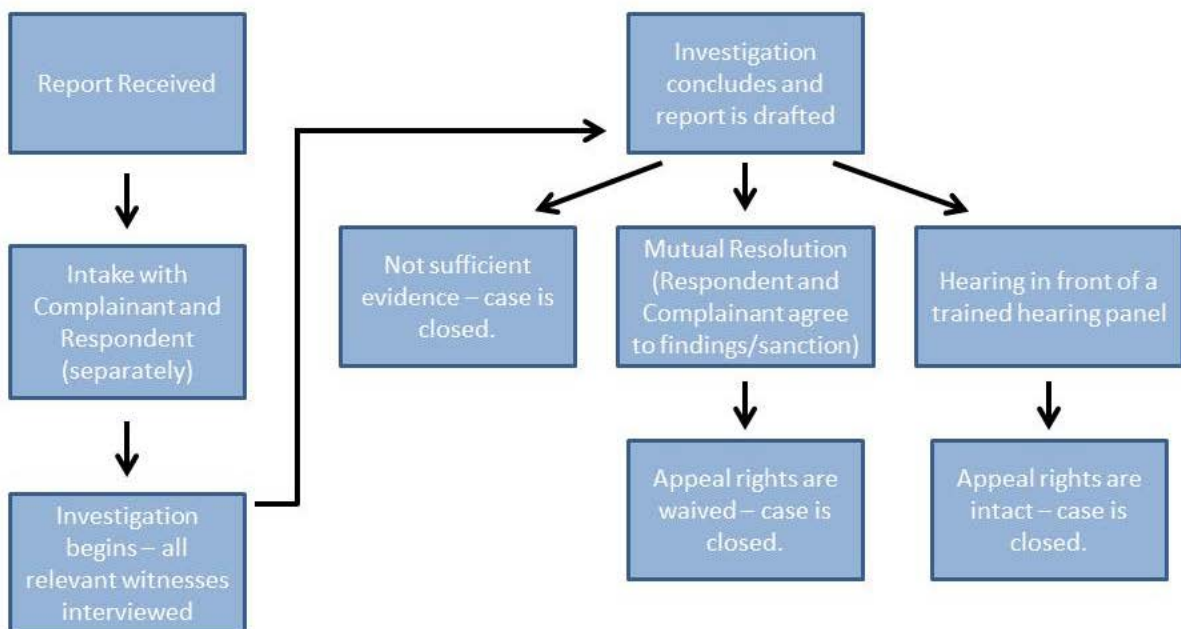 Report Received
Intake with
Complainant and
Respondent
(separately)
Investigation
begins – all
relevant witnesses
interviewed
Investigation
concludes and
report is drafted
Not sufficient
evidence – case is
closed.
Mutual Resolution
(Respondent and
Complainant agree
to findings/sanction)
Hearing in front of a
trained hearing panel
Appeal rights are
waived – case is
closed.
Appeal rights are
intact – case is
closed.